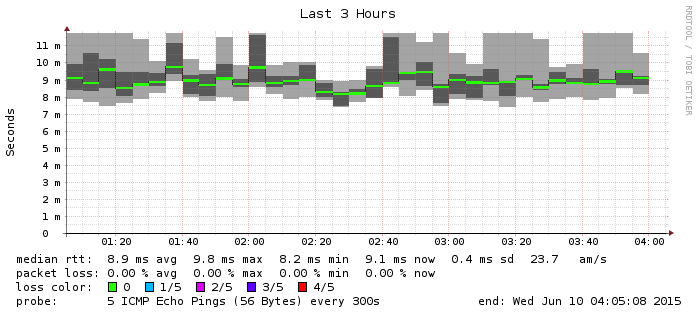 Last 3 Hours
RRDTOOL / TOBI OETIKER
Seconds
11 m
10 m
9 m
8 m
7 m
6 m
5 m
4 m
3 m
2 m
1 m
0
01:20 01:40 02:00 02:20 02:40 03:00 03:20 03:40 04:00
median rtt: 8.9 ms avg 9.8 ms max 8.2 ms min 9.1 ms now 0.4 ms sd 23.7 am/s
packet loss: 0.00 % avg 0.00 % max 0.00 % min 0.00 % now
loss color: 0 1/5 2/5 3/5 4/5
probe: 5 ICMP Echo Pings (56 Bytes) every 300s end: Wed Jun 10 04:05:08 2015